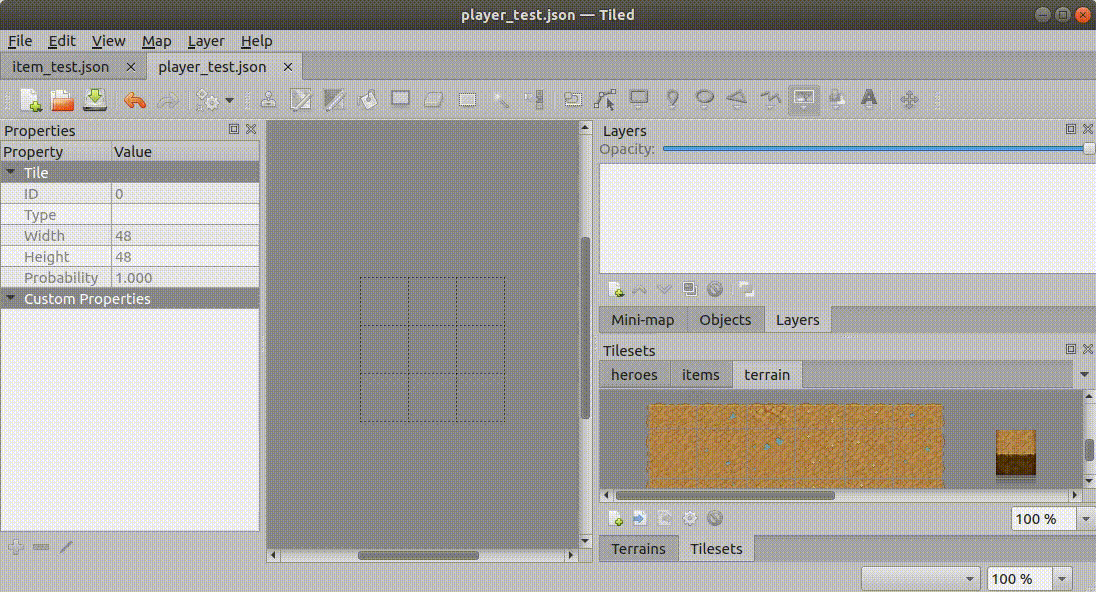 player_test.json — Tiled
File Edit View Map Layer Help
item_test.json player_test.json
Properties
Property Value
Tile
ID 0
Type
Width 48
Height 48
Probability 1.000
Custom Properties
Layers
Opacity:
Mini-map Objects Layers
Tilesets
heroes items terrain
100 %
Terrains Tilesets
100 %